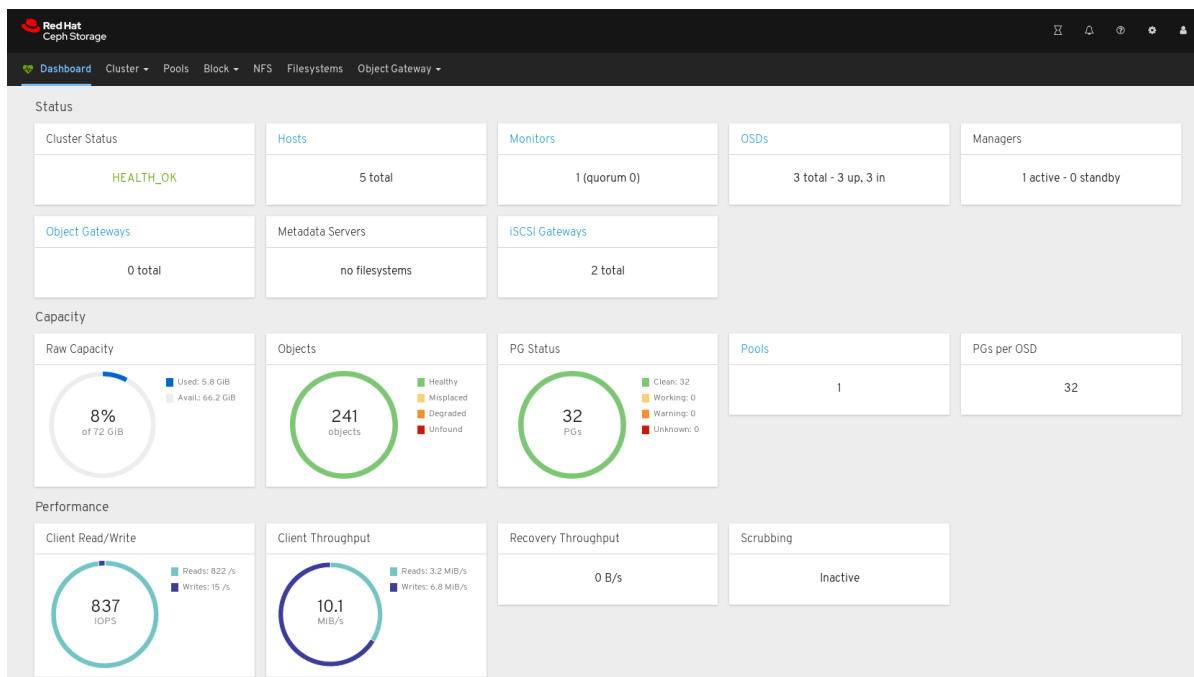 Red Hat
Ceph Storage
Dashboard Cluster Pools Block NFS Filesystems Object Gateway
Status
Cluster Status
HEALTH_OK
Hosts
5 total
Monitors
1 (quorum 0)
OSDs
3 total - 3 up, 3 in
Managers
1 active - 0 standby
Object Gateways
0 total
Metadata Servers
no filesystems
iSCSI Gateways
2 total
Capacity
Raw Capacity
8%
of 72 GiB
Used: 5.8 GiB
Avail.: 66.2 GiB
Objects
241
objects
Healthy
Misplaced
Degraded
Unfound
PG Status
32
PGs
Clean: 32
Working: 0
Warning: 0
Unknown: 0
Pools
1
PGs per OSD
32
Performance
Client Read/Write
837
IOPS
Reads: 822 /s
Writes: 15 /s
Client Throughput
10.1
MiB/s
Reads: 3.2 MiB/s
Writes: 6.8 MiB/s
Recovery Throughput
0 B/s
Scrubbing
Inactive